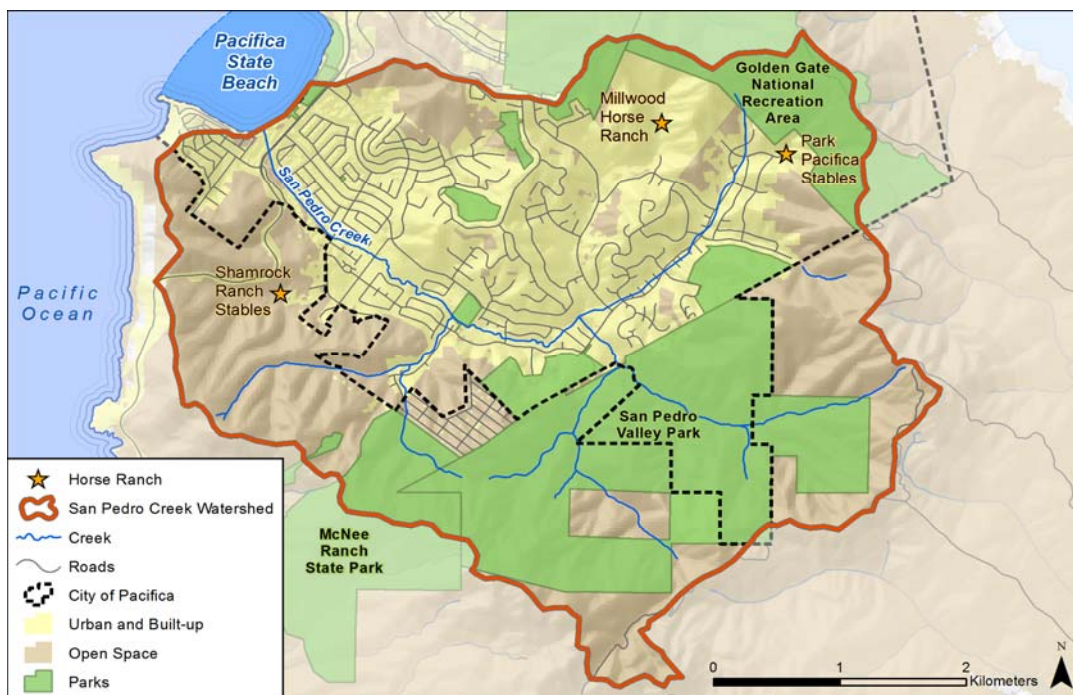 Pacifica
State
Beach
Golden Gate
National
Recreation
Area
Millwood
Horse
Ranch
Park
Pacifica
Stables
San Pedro Creek
Shamrock
Ranch
Stables
Pacific
Ocean
San Pedro
Valley Park
McNee
Ranch
State Park
Horse Ranch
San Pedro Creek Watershed
Creek
Roads
City of Pacifica
Urban and Built-up
Open Space
Parks
0 1 2
Kilometers
N